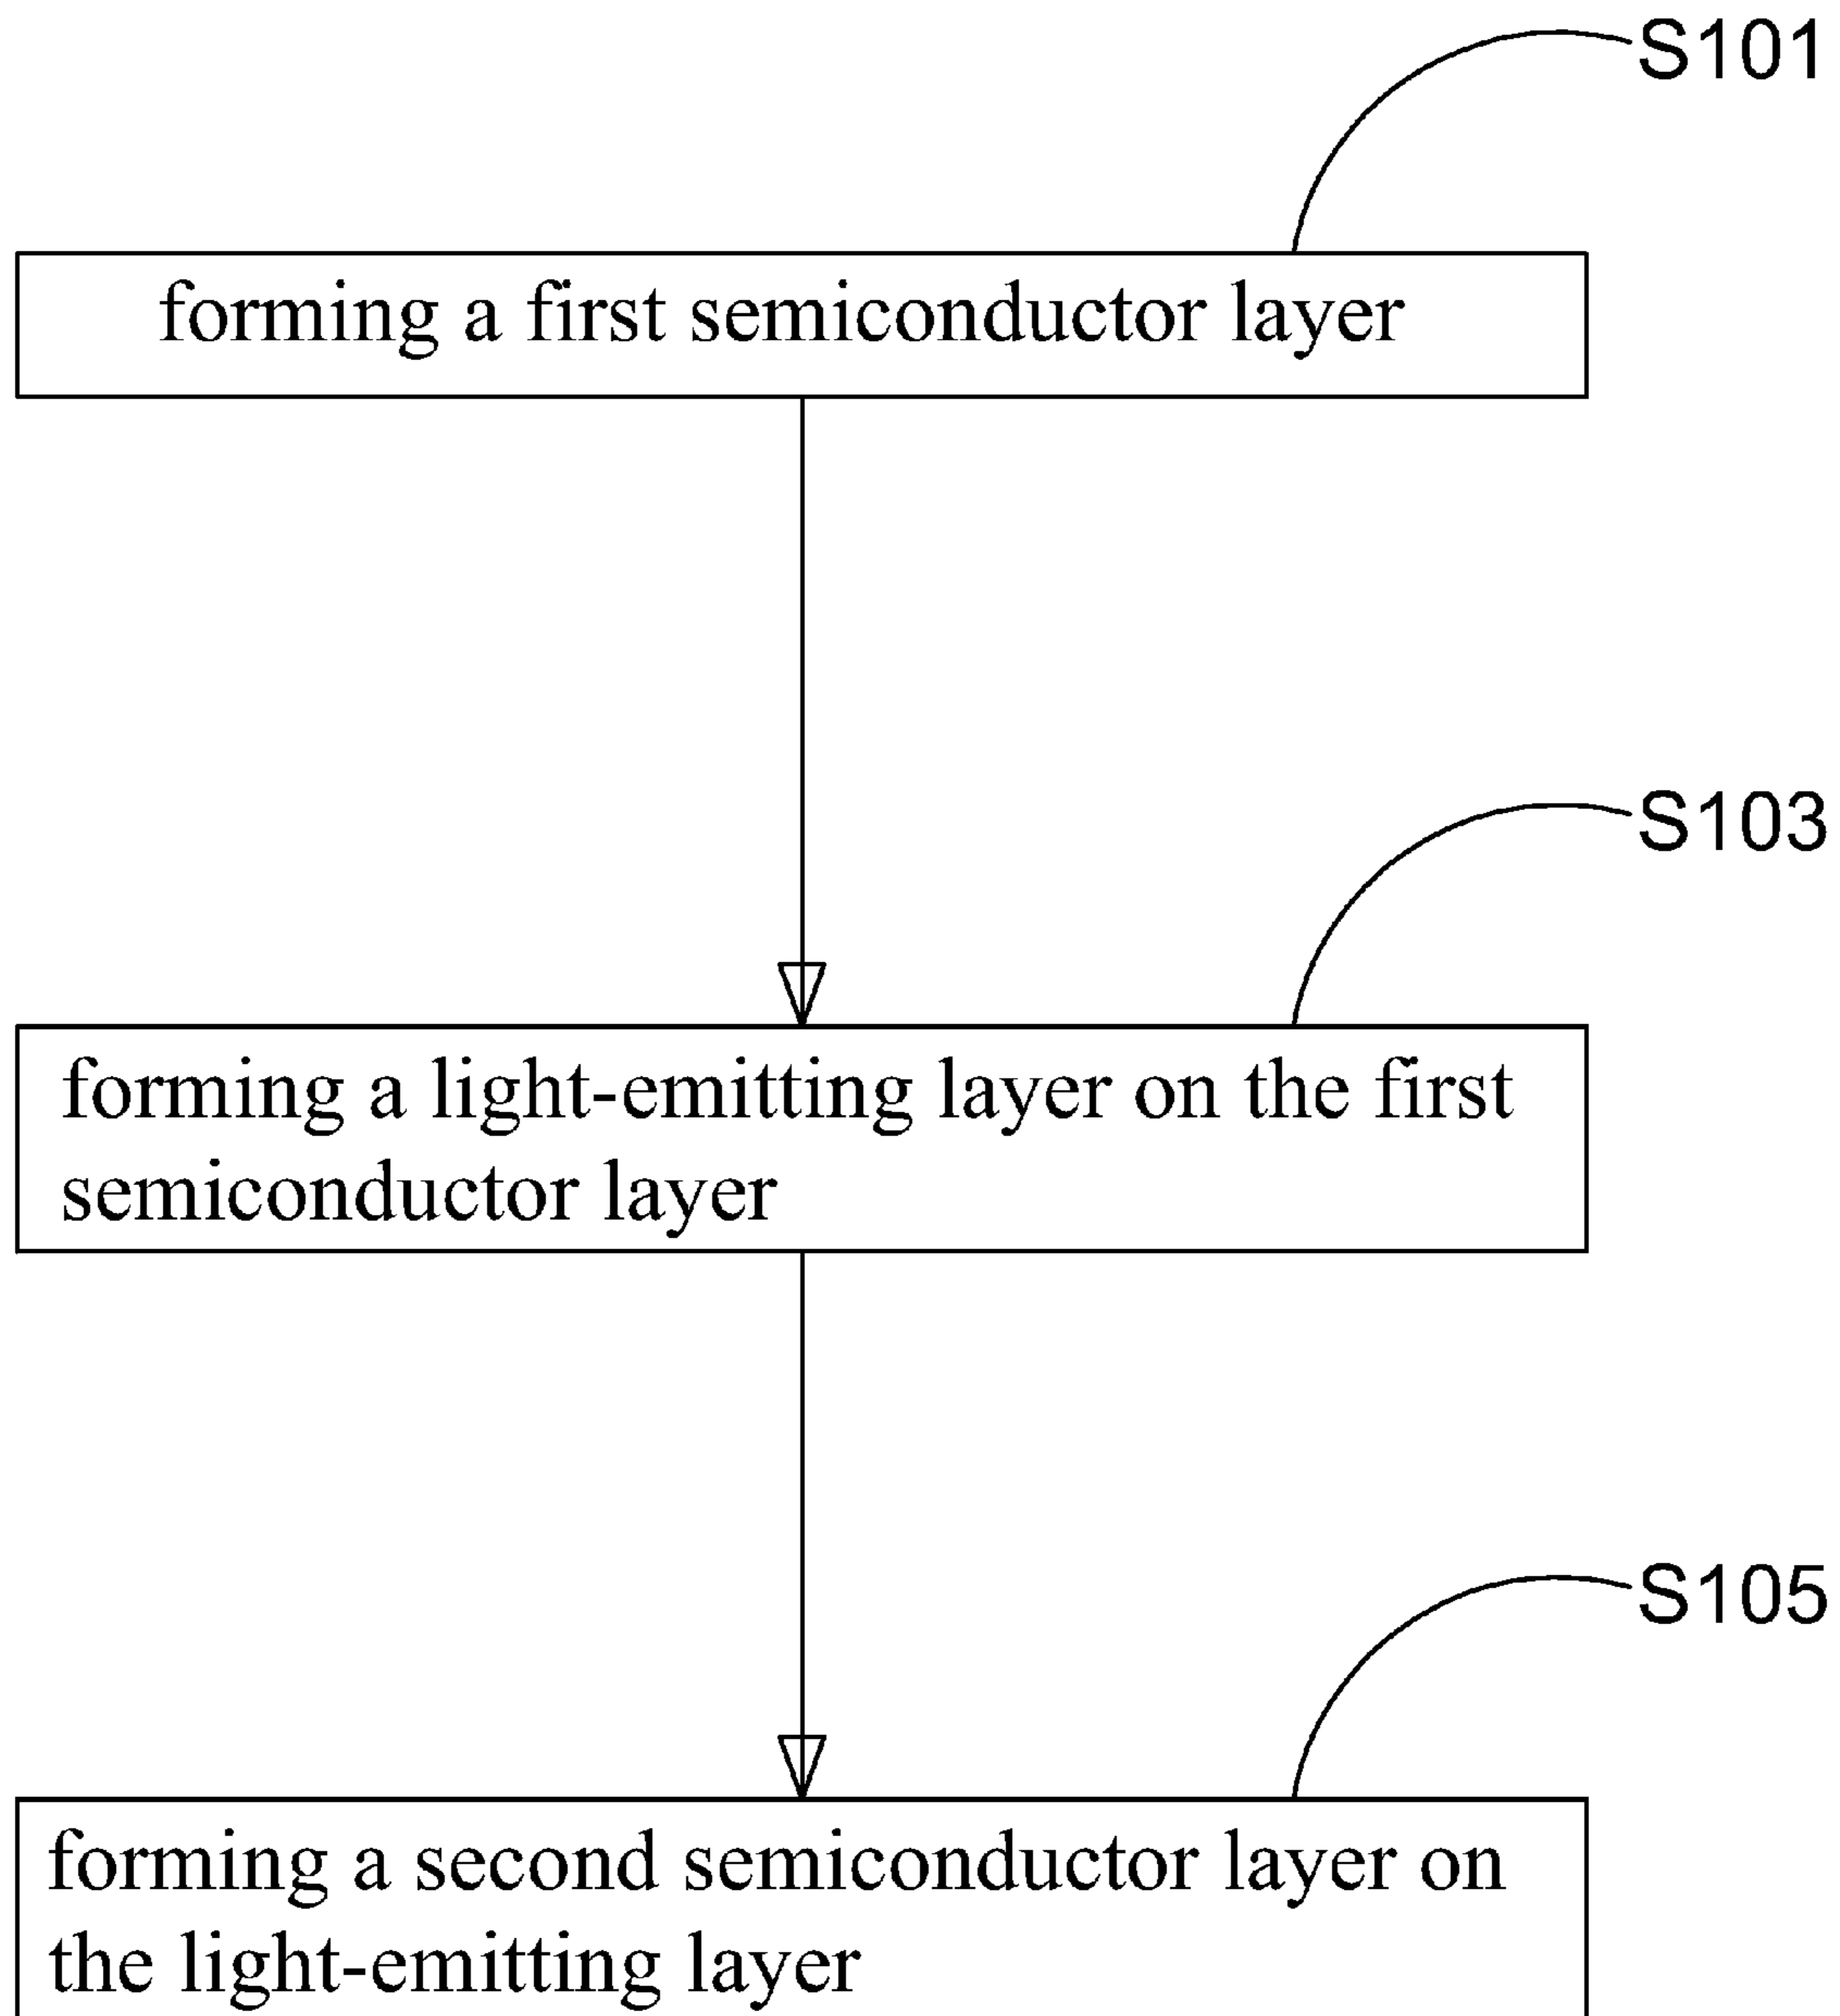 S101
forming a first semiconductor layer
S103
forming a light-emitting layer on the first
semiconductor layer
S105
forming a second semiconductor layer on
the light-emitting layer